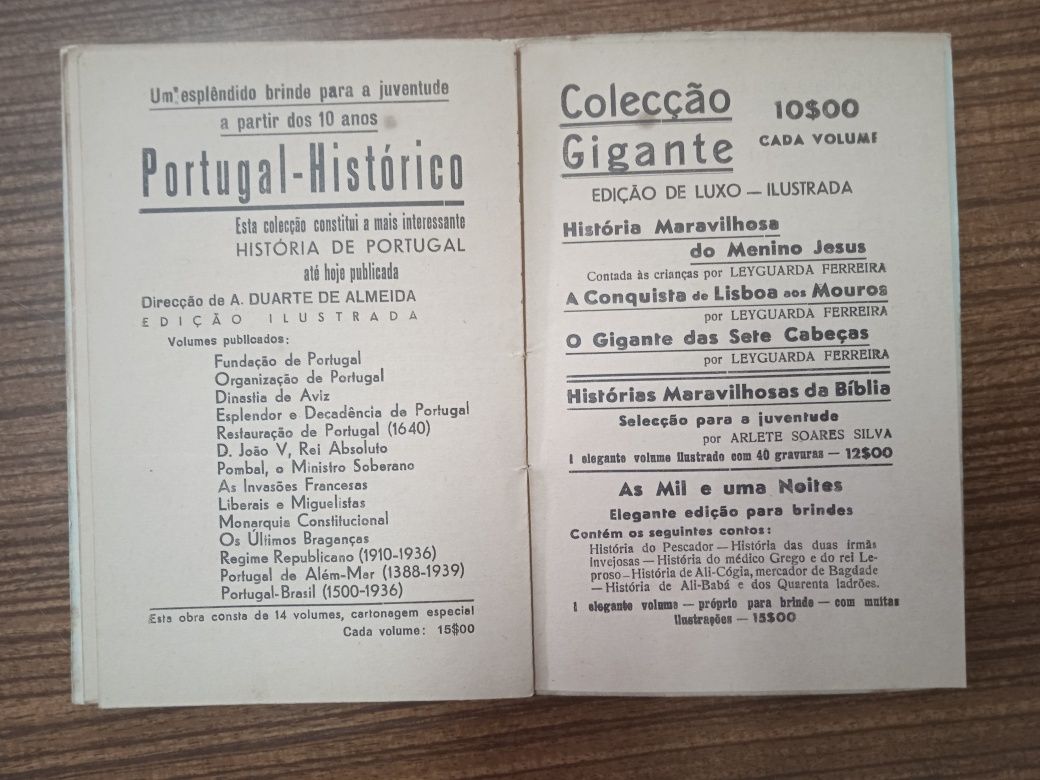 Um esplêndido brinde para a juventude
a partir dos 10 anos
Portugal-Histórico
Esta colecção constitui a mais interessante
HISTÓRIA DE PORTUGAL
até hoje publicada
Direcção de A. DUARTE DE ALMEIDA
EDIÇÃO ILUSTRADA
Volumes publicados:
Fundação de Portugal
Organização de Portugal
Dinastia de Aviz
Esplendor e Decadência de Portugal
Restauração de Portugal (1640)
D. João V, Rei Absoluto
Pombal, o Ministro Soberano
As Invasões Francesas
Liberais e Miguelistas
Monarquia Constitucional
Os Últimos Braganças
Regime Republicano (1910-1936)
Portugal de Além-Mar (1388-1939)
Portugal-Brasil (1500-1936)
Esta obra consta de 14 volumes, cartonagem especial
Cada volume: 15$00
Colecção
Gigante
10$00
CADA VOLUME
EDIÇÃO DE LUXO — ILUSTRADA
História Maravilhosa
do Menino Jesus
Contada às crianças por LEYGUARDA FERREIRA
A Conquista de Lisboa aos Mouros
por LEYGUARDA FERREIRA
O Gigante das Sete Cabeças
por LEYGUARDA FERREIRA
Histórias Maravilhosas da Bíblia
Selecção para a juventude
por ARLETE SOARES SILVA
1 elegante volume ilustrado com 40 gravuras — 12$00
As Mil e uma Noites
Elegante edição para brindes
Contém os seguintes contos:
História do Pescador — História das duas irmãs
Invejosas — História do médico Grego e do rei Le-
proso — História de Ali-Cógia, mercador de Bagdade
— História de Ali-Babá e dos Quarenta ladrões.
1 elegante volume — próprio para brinde — com muitas
ilustrações — 15$00